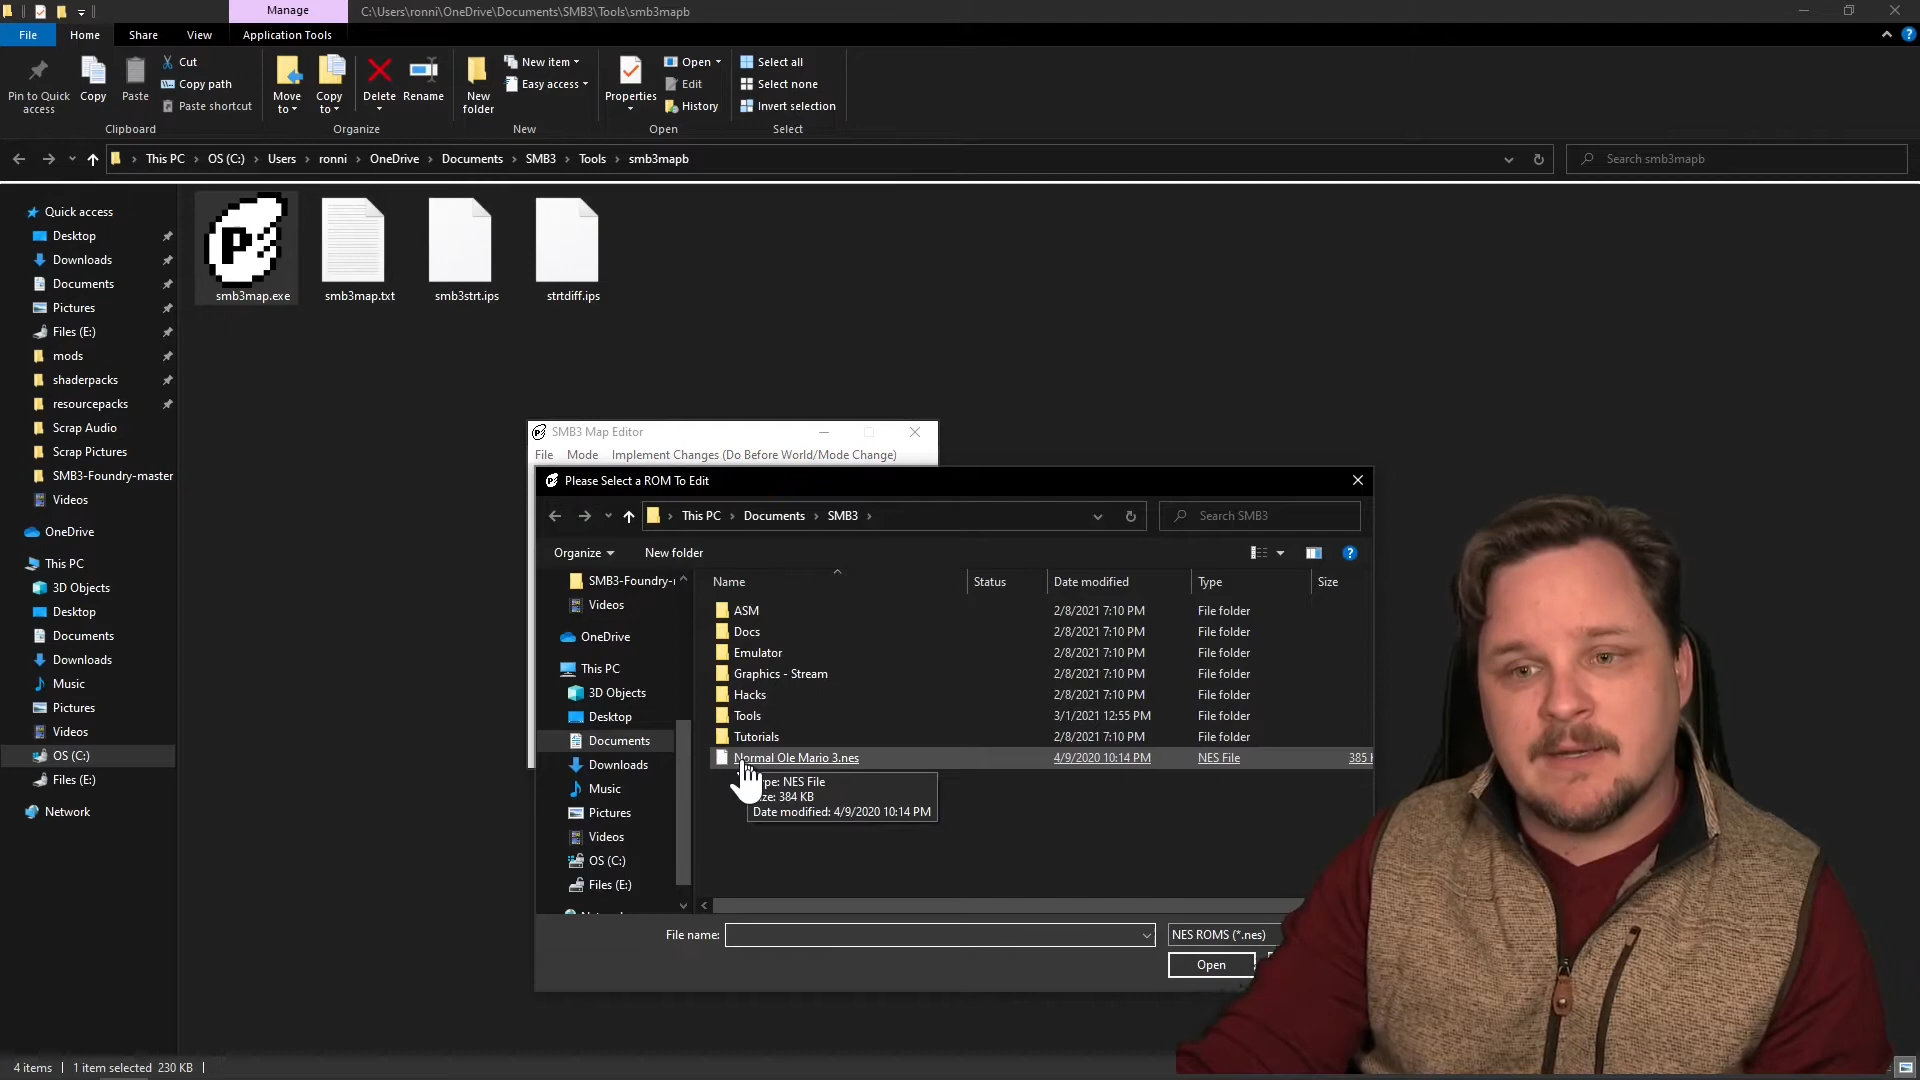 Manage C:\Users\ronni\OneDrive\Documents\SMB3\Tools\smb3mapb
File Home Share View Application Tools
Pin to Quick access
Copy
Paste
Cut
Copy path
Paste shortcut
Clipboard
Move to
Copy to
Delete
Rename
Organize
New folder
New item
Easy access
New
Properties
Open
Edit
History
Open
Select all
Select none
Invert selection
Select
This PC > OS (C:) > Users > ronni > OneDrive > Documents > SMB3 > Tools > smb3mapb
Search smb3mapb
Quick access
Desktop
Downloads
Documents
Pictures
Files (E:)
mods
shaderpacks
resourcepacks
Scrap Audio
Scrap Pictures
SMB3-Foundry-master
Videos
OneDrive
This PC
3D Objects
Desktop
Documents
Downloads
Music
Pictures
Videos
OS (C:)
Files (E:)
Network
P
smb3map.exe
smb3map.txt
smb3strt.ips
strtdiff.ips
SMB3 Map Editor
File Mode Implement Changes (Do Before World/Mode Change)
Please Select a ROM To Edit
This PC > Documents > SMB3 >
Search SMB3
Organize New folder
SMB3-Foundry-
Videos
OneDrive
This PC
3D Objects
Desktop
Documents
Downloads
Music
Pictures
Videos
OS (C:)
Files (E:)
Name Status Date modified Type Size
ASM 2/8/2021 7:10 PM File folder
Docs 2/8/2021 7:10 PM File folder
Emulator 2/8/2021 7:10 PM File folder
Graphics - Stream 2/8/2021 7:10 PM File folder
Hacks 2/8/2021 7:10 PM File folder
Tools 3/1/2021 12:55 PM File folder
Tutorials 2/8/2021 7:10 PM File folder
Normal Ole Mario 3.nes 4/9/2020 10:14 PM NES File 385
NES File
384 KB
Date modified: 4/9/2020 10:14 PM
File name: NES ROMS (*.nes)
Open
4 items 1 item selected 230 KB